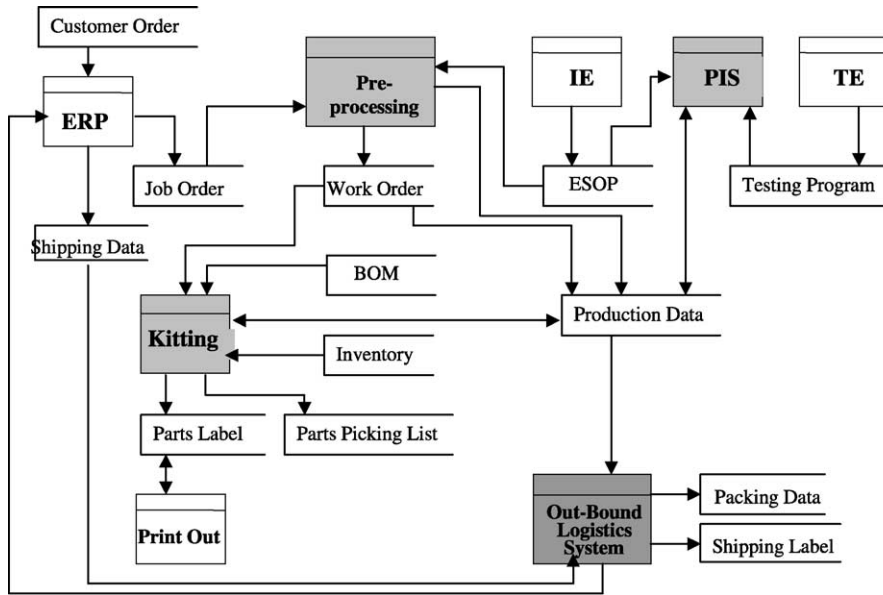 Customer Order
ERP
Pre-
processing
IE
PIS
TE
Job Order
Work Order
ESOP
Testing Program
Shipping Data
BOM
Production Data
Kitting
Inventory
Parts Label
Parts Picking List
Print Out
Out-Bound
Logistics
System
Packing Data
Shipping Label